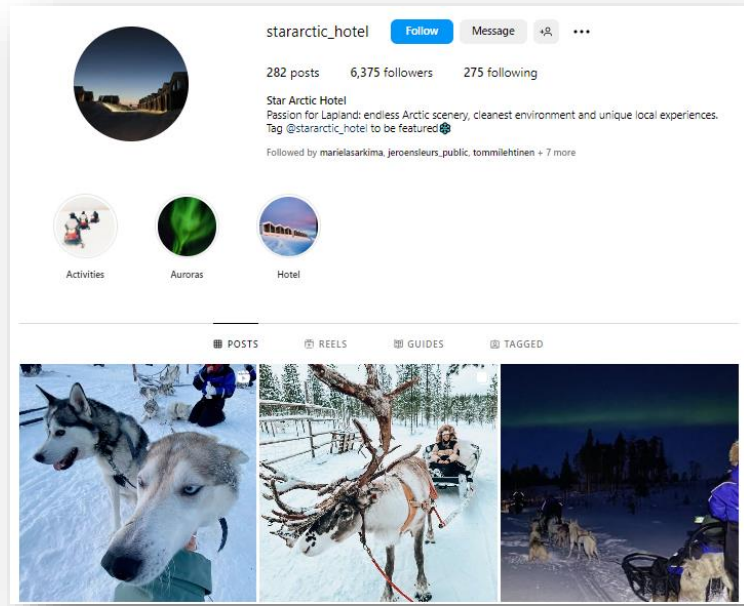 stararctic_hotel Follow Message
282 posts 6,375 followers 275 following
Star Arctic Hotel
Passion for Lapland: endless Arctic scenery, cleanest environment and unique local experiences.
Tag @stararctic_hotel to be featured
Followed by marielasarkima, jeroensleurs_public, tommilehtinen + 7 more
Activities Auroras Hotel
POSTS REELS GUIDES TAGGED